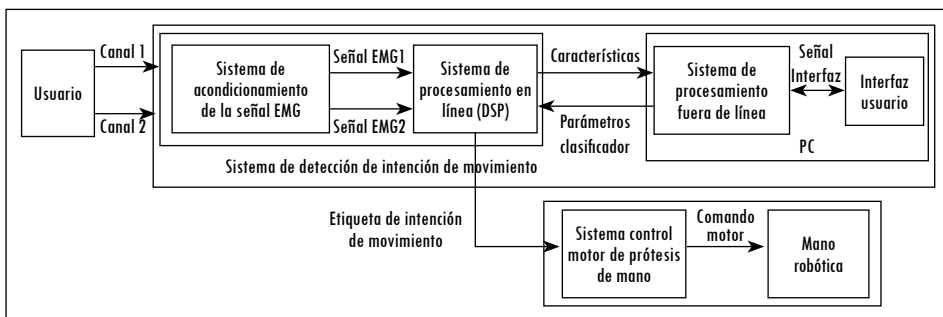 Usuario
Canal 1
Canal 2
Sistema de
acondicionamiento
de la señal EMG
Señal EMG1
Señal EMG2
Sistema de
procesamiento en
línea (DSP)
Características
Parámetros
clasificador
Sistema de
procesamiento
fuera de línea
Señal
Interfaz
Interfaz
usuario
PC
Sistema de detección de intención de movimiento
Etiqueta de intención
de movimiento
Sistema control
motor de prótesis
de mano
Comando
motor
Mano
robótica